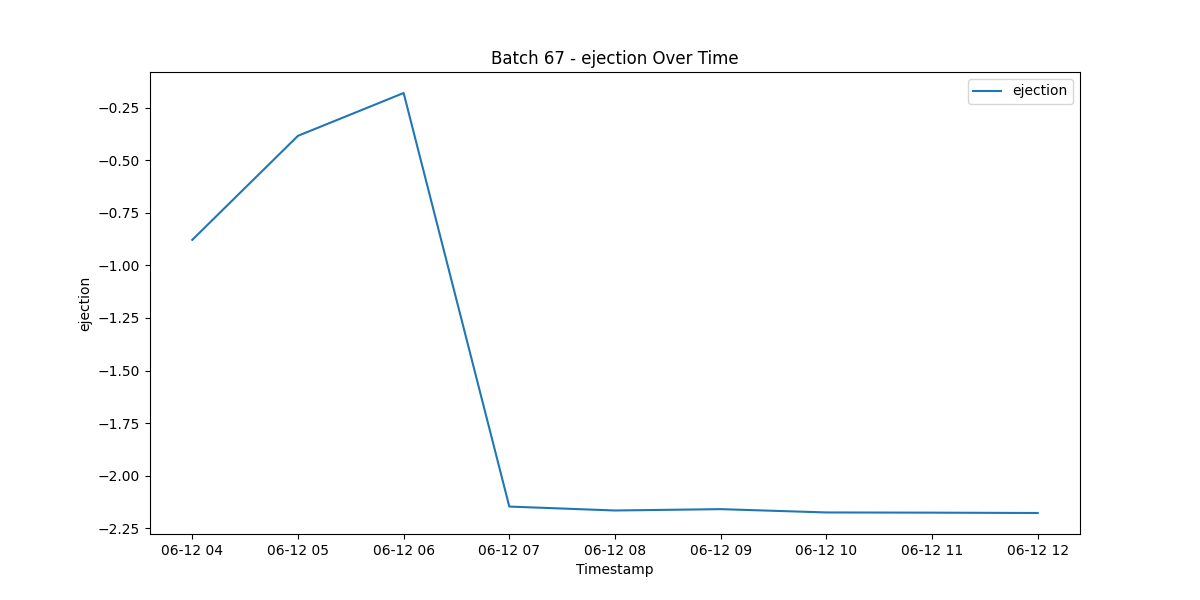 Batch 67 - ejection Over Time
ejection
−0.25
−0.50
−0.75
−1.00
−1.25
−1.50
−1.75
−2.00
−2.25
ejection
06-12 04 06-12 05 06-12 06 06-12 07 06-12 08 06-12 09 06-12 10 06-12 11 06-12 12
Timestamp